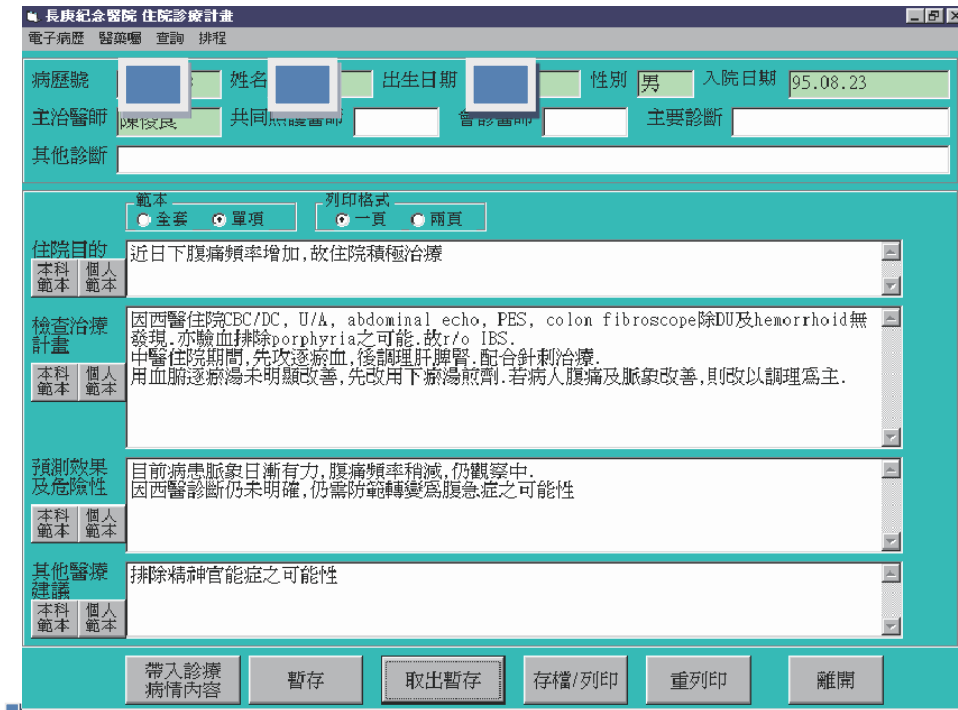 長庚紀念醫院 住院診療計畫
電子病歷 醫藥囑 查詢 排程
病歷號 姓名 出生日期 性別 男 入院日期 95.08.23
主治醫師 陳俊良 共同照護醫師 會診醫師 主要診斷
其他診斷
範本 列印格式
全套 單項 一頁 兩頁
住院目的 近日下腹痛頻率增加,故住院積極治療
本科範本 個人範本
檢查治療計畫
因西醫住院CBC/DC, U/A, abdominal echo, PES, colon fibroscope除DU及hemorrhoid無
發現.亦驗血排除porphyria之可能.故r/o IBS.
中醫住院期間,先攻逐瘀血,後調理肝脾腎.配合針刺治療.
用血腑逐瘀湯未明顯改善,先改用下瘀湯煎劑.若病人腹痛及脈象改善,則改以調理為主.
本科範本 個人範本
預測效果及危險性
目前病患脈象日漸有力,腹痛頻率稍減,仍觀察中.
因西醫診斷仍未明確,仍需防範轉變為腹急症之可能性
本科範本 個人範本
其他醫療建議
排除精神官能症之可能性
本科範本 個人範本
帶入診療病情內容 暫存 取出暫存 存檔/列印 重列印 離開